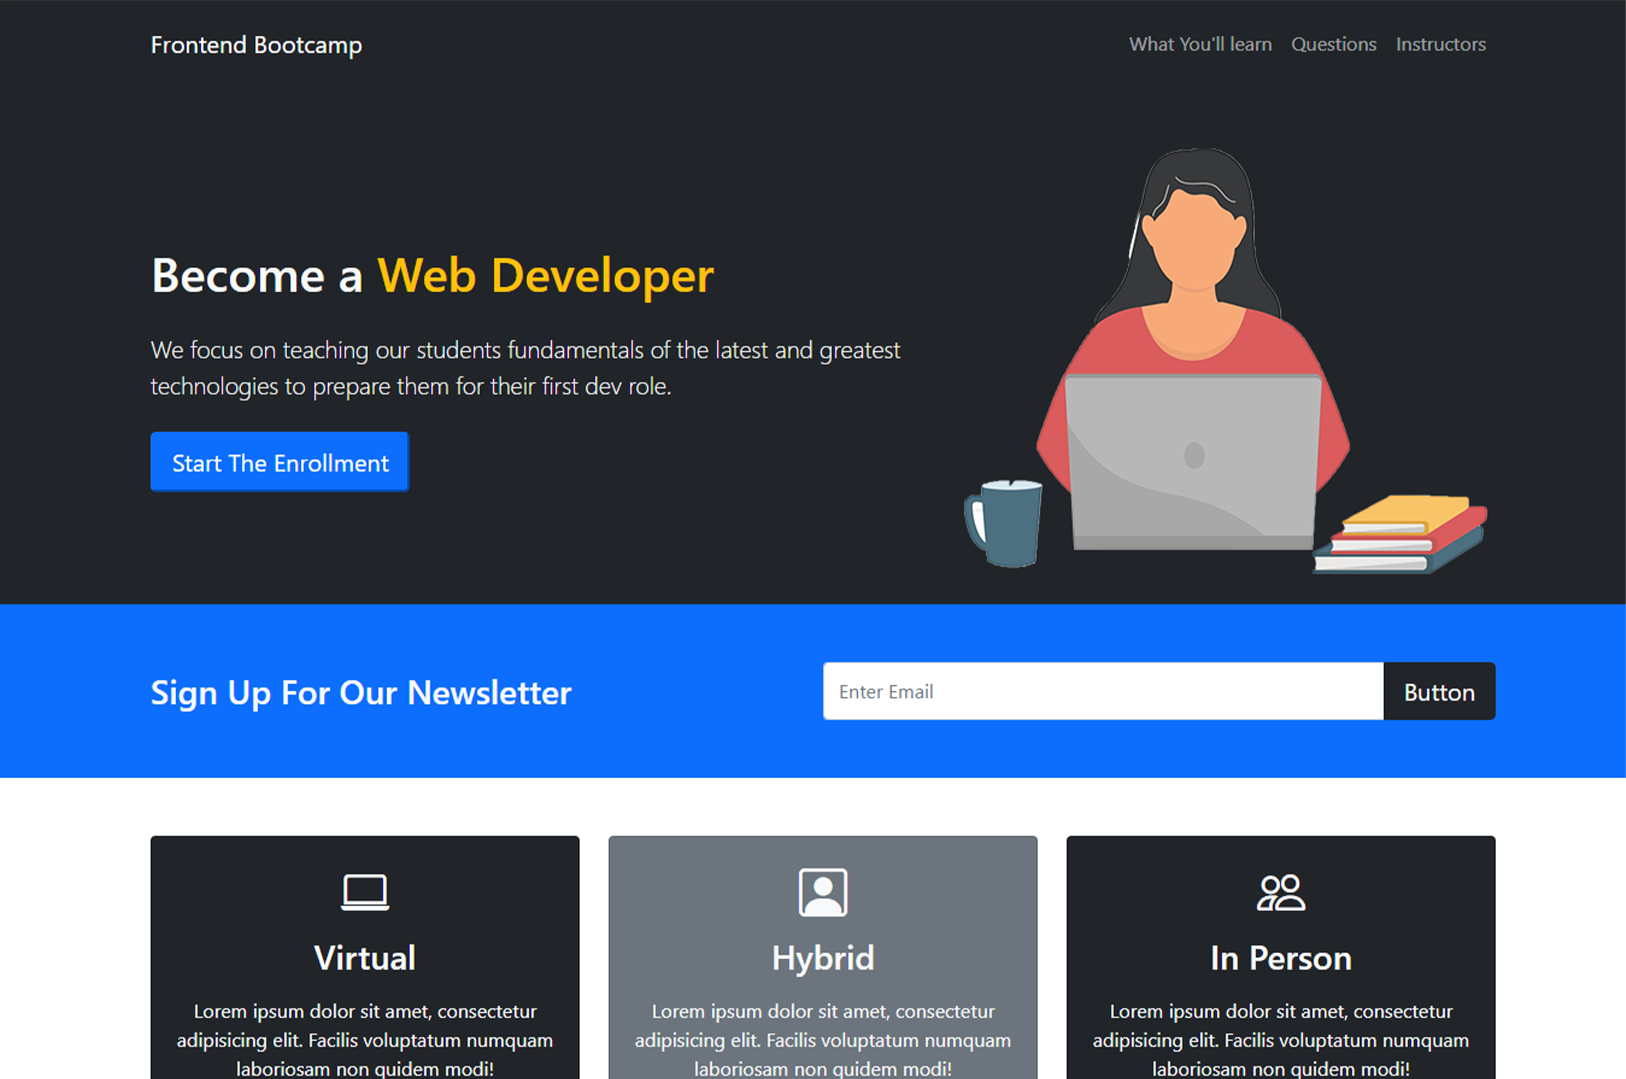 Frontend Bootcamp
What You'll learn
Questions
Instructors
Become a Web Developer
We focus on teaching our students fundamentals of the latest and greatest
technologies to prepare them for their first dev role.
Start The Enrollment
Sign Up For Our Newsletter
Enter Email
Button
Virtual
Lorem ipsum dolor sit amet, consectetur
adipisicing elit. Facilis voluptatum numquam
laboriosam non quidem modi!
Hybrid
Lorem ipsum dolor sit amet, consectetur
adipisicing elit. Facilis voluptatum numquam
laboriosam non quidem modi!
In Person
Lorem ipsum dolor sit amet, consectetur
adipisicing elit. Facilis voluptatum numquam
laboriosam non quidem modi!